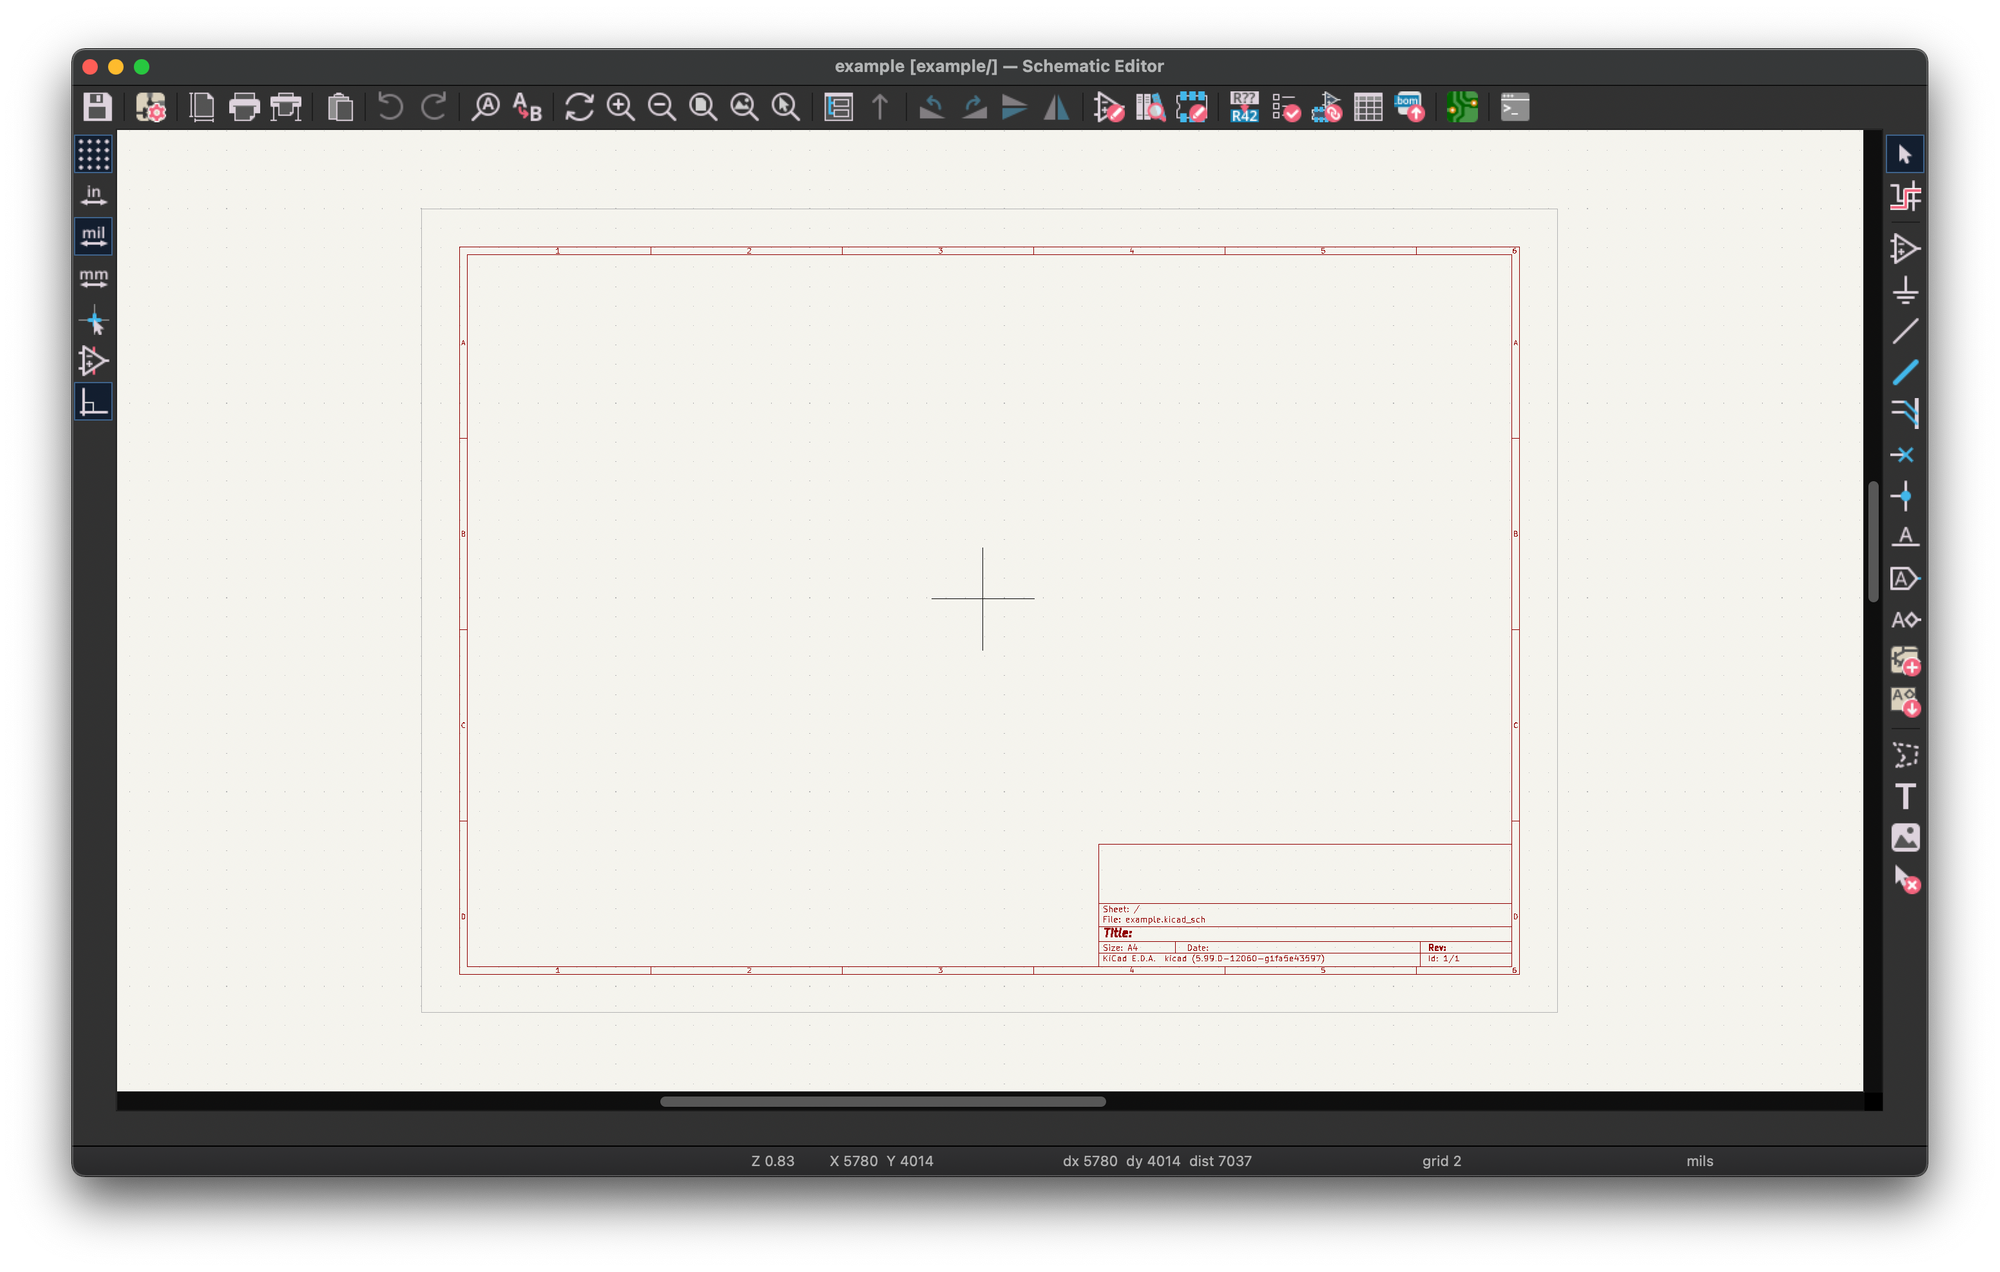 example [example/] — Schematic Editor
A
A
B
R??
R42
.bom
>_
in
mil
mm
1 2 3 4 5 6
A A
B B
C C
D D
Sheet: /
File: example.kicad_sch
Title:
Size: A4 Date: Rev:
KiCad E.D.A. kicad (5.99.0-12060-g1fa5e43597) Id: 1/1
1 2 3 4 5 6
A
A
A
A
T
Z 0.83 X 5780 Y 4014 dx 5780 dy 4014 dist 7037 grid 2 mils